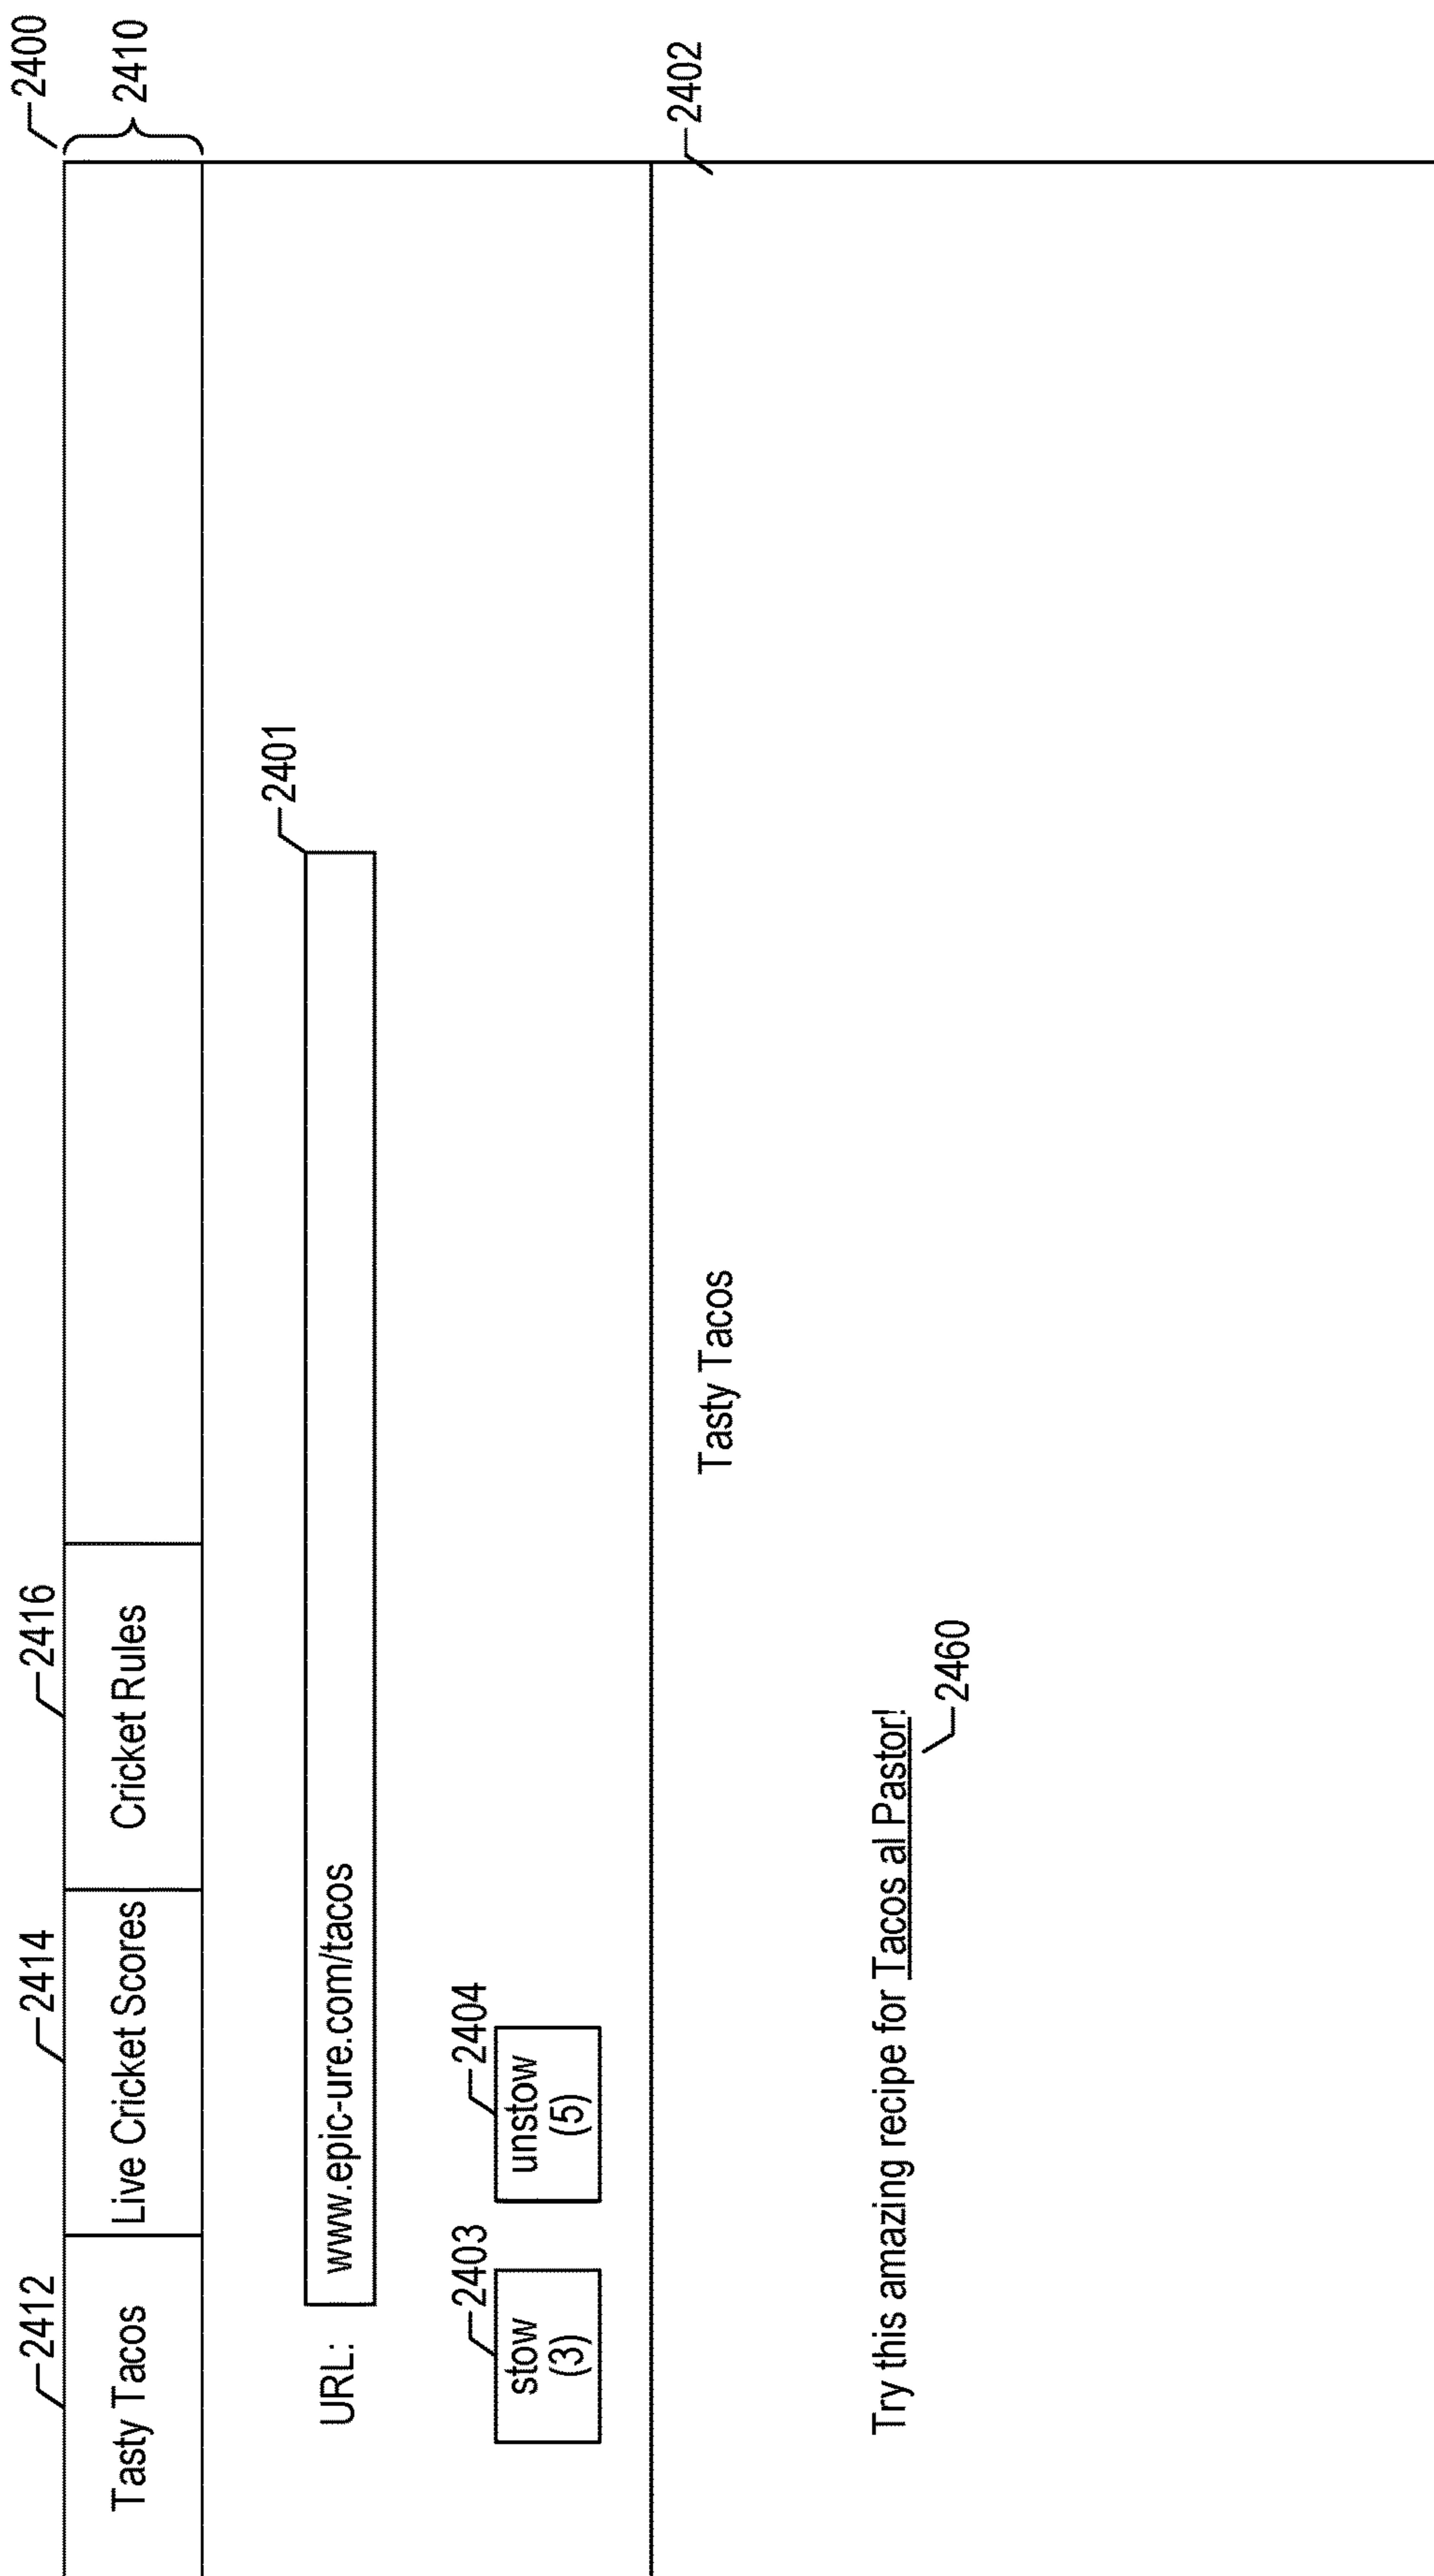 2400
2410
2412
2414
2416
Tasty Tacos
Live Cricket Scores
Cricket Rules
2401
URL:
www.epic-ure.com/tacos
2403
2404
stow
(3)
unstow
(5)
2402
Tasty Tacos
Try this amazing recipe for Tacos al Pastor!
2460